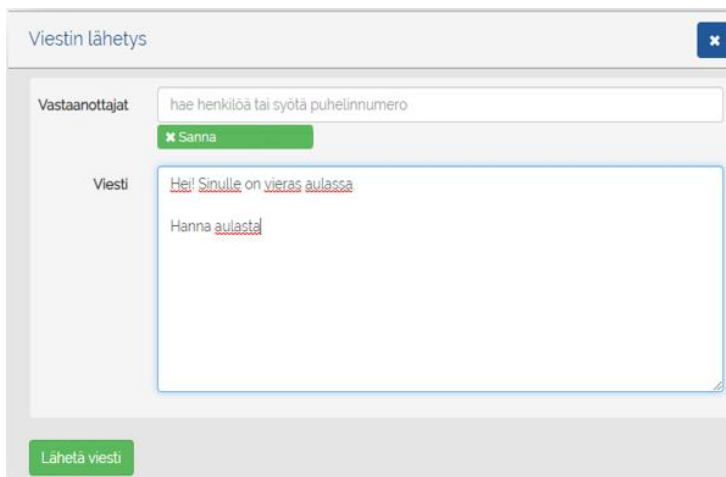 Viestin lähetys
Vastaanottajat
hae henkilöä tai syötä puhelinnumero
Sanna
Viesti
Hei! Sinulle on vieras aulassa
Hanna aulasta
Lähetä viesti